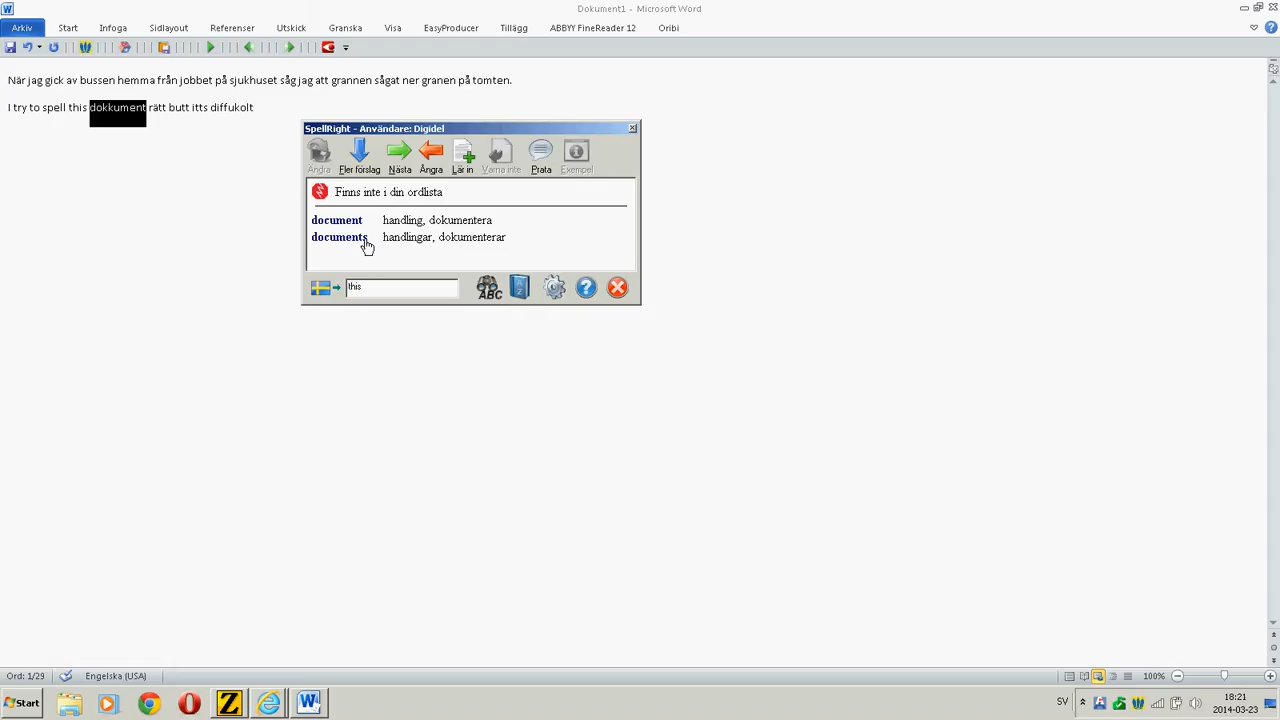 Dokument1 - Microsoft Word
Arkiv Start Infoga Sidlayout Referenser Utskick Granska Visa EasyProducer Tillägg ABBYY FineReader 12 Oribi
När jag gick av bussen hemma från jobbet på sjukhuset såg jag att grannen sågat ner granen på tomten.
I try to spell this dokkument rätt butt itts diffukolt
SpellRight - Användare: Digidel
Ändra Fler förslag Nästa Ångra Lär in Varna inte Prata Exempel
Finns inte i din ordlista
document handling, dokumentera
documents handlingar, dokumenterar
this
ABC
A
Z
Ord: 1/29 Engelska (USA) 100%
Start Z W SV 18:21
2014-03-23